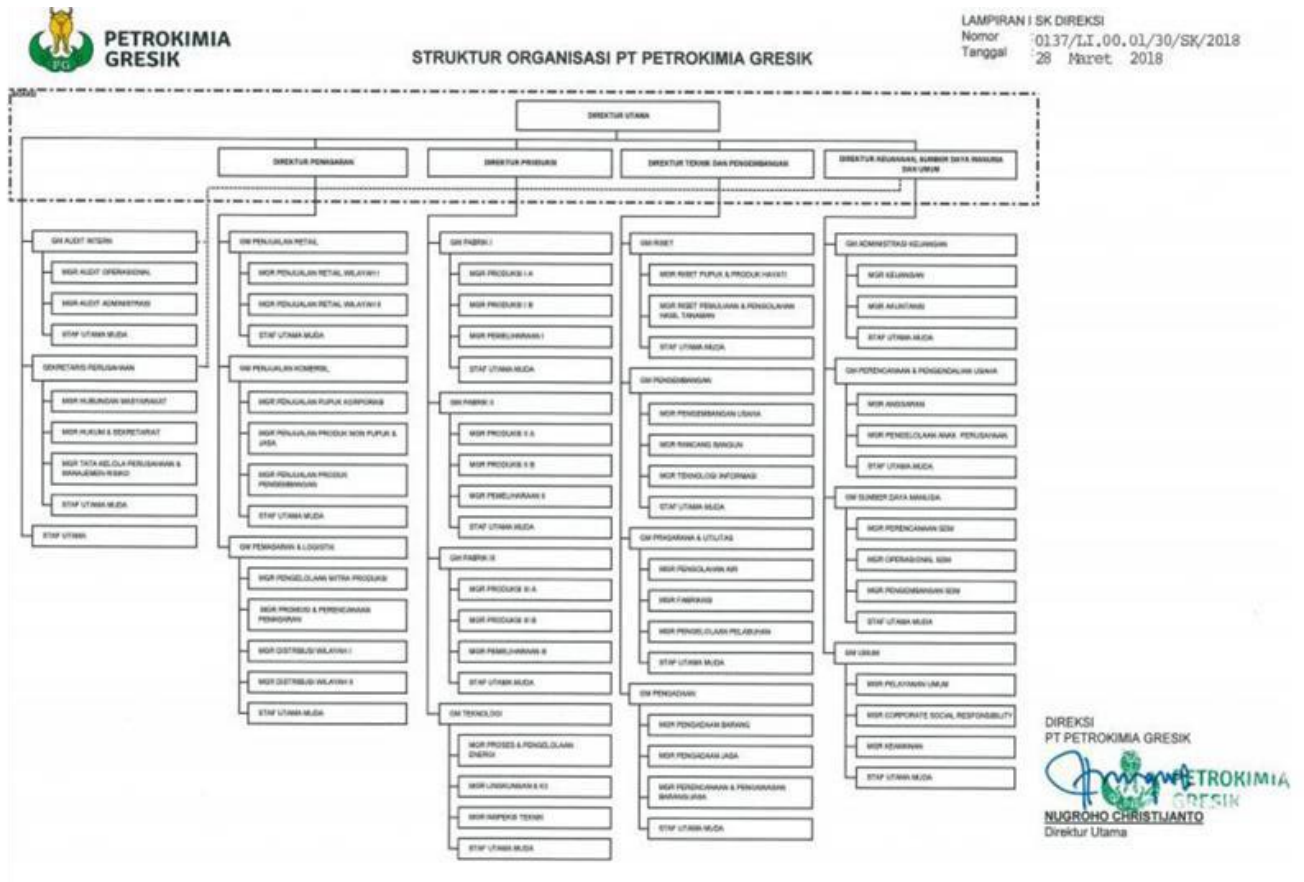 PETROKIMIA
GRESIK
STRUKTUR ORGANISASI PT PETROKIMIA GRESIK
LAMPIRAN I SK DIREKSI
Nomor : 0137/LI.00.01/30/SK/2018
Tanggal : 28 Maret 2018
DIREKTUR UTAMA
DIREKTUR PEMASARAN
DIREKTUR PRODUKSI
DIREKTUR TEKNIK DAN PENGEMBANGAN
DIREKTUR KEUANGAN, SUMBER DAYA MANUSIA
DAN UMUM
GM AUDIT INTERN
MGR AUDIT OPERASIONAL
MGR AUDIT ADMINISTRASI
STAF UTAMA MUDA
SEKRETARIS PERUSAHAAN
MGR HUBUNGAN MASYARAKAT
MGR HUKUM & SEKRETARIAT
MGR TATA KELOLA PERUSAHAAN &
MANAJEMEN RISIKO
STAF UTAMA MUDA
STAF UTAMA
GM PENJUALAN RETAIL
MGR PENJUALAN RETAIL WILAYAH I
MGR PENJUALAN RETAIL WILAYAH II
STAF UTAMA MUDA
GM PENJUALAN KOMERSIL
MGR PENJUALAN PUPUK KORPORASI
MGR PENJUALAN PRODUK NON PUPUK &
JASA
MGR PENJUALAN PRODUK
PENGEMBANGAN
STAF UTAMA MUDA
GM PEMASARAN & LOGISTIK
MGR PENGELOLAAN MITRA PRODUKSI
MGR PROMOSI & PERENCANAAN
PEMASARAN
MGR DISTRIBUSI WILAYAH I
MGR DISTRIBUSI WILAYAH II
STAF UTAMA MUDA
GM PABRIK I
MGR PRODUKSI I A
MGR PRODUKSI I B
MGR PEMELIHARAAN I
STAF UTAMA MUDA
GM PABRIK II
MGR PRODUKSI II A
MGR PRODUKSI II B
MGR PEMELIHARAAN II
STAF UTAMA MUDA
GM PABRIK III
MGR PRODUKSI III A
MGR PRODUKSI III B
MGR PEMELIHARAAN III
STAF UTAMA MUDA
GM TEKNOLOGI
MGR PROSES & PENGELOLAAN
ENERGI
MGR LINGKUNGAN & K3
MGR INSPEKSI TEKNIK
STAF UTAMA MUDA
GM RISET
MGR RISET PUPUK & PRODUK HAYATI
MGR RISET PEMULIAAN & PENGOLAHAN
HASIL TANAMAN
STAF UTAMA MUDA
GM PENGEMBANGAN
MGR PENGEMBANGAN USAHA
MGR RANCANG BANGUN
MGR TEKNOLOGI INFORMASI
STAF UTAMA MUDA
GM PRASARANA & UTILITAS
MGR PENGOLAHAN AIR
MGR FABRIKASI
MGR PENGELOLAAN PELABUHAN
STAF UTAMA MUDA
GM PENGADAAN
MGR PENGADAAN BARANG
MGR PENGADAAN JASA
MGR PERENCANAAN & PENGAWASAN
BARANG/JASA
STAF UTAMA MUDA
GM ADMINISTRASI KEUANGAN
MGR KEUANGAN
MGR AKUNTANSI
STAF UTAMA MUDA
GM PERENCANAAN & PENGENDALIAN USAHA
MGR ANGGARAN
MGR PENGELOLAAN ANAK PERUSAHAAN
STAF UTAMA MUDA
GM SUMBER DAYA MANUSIA
MGR PERENCANAAN SDM
MGR OPERASIONAL SDM
MGR PENGEMBANGAN SDM
STAF UTAMA MUDA
GM UMUM
MGR PELAYANAN UMUM
MGR CORPORATE SOCIAL RESPONSIBILITY
MGR KEAMANAN
STAF UTAMA MUDA
DIREKSI
PT PETROKIMIA GRESIK
PETROKIMIA
GRESIK
NUGROHO CHRISTIJANTO
Direktur Utama